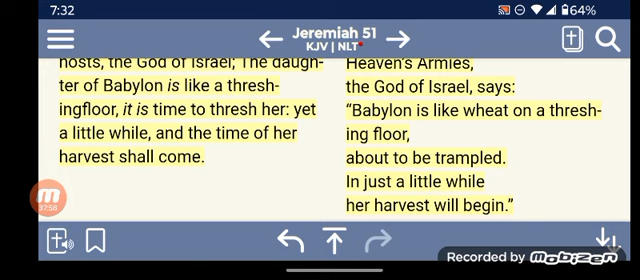 7:32
64%
Jeremiah 51
KJV | NLT
hosts, the God of Israel; The daugh-
ter of Babylon is like a thresh-
ingfloor, it is time to thresh her: yet
a little while, and the time of her
harvest shall come.
Heaven's Armies,
the God of Israel, says:
"Babylon is like wheat on a thresh-
ing floor,
about to be trampled.
In just a little while
her harvest will begin."
37:58
Recorded by Mobizen